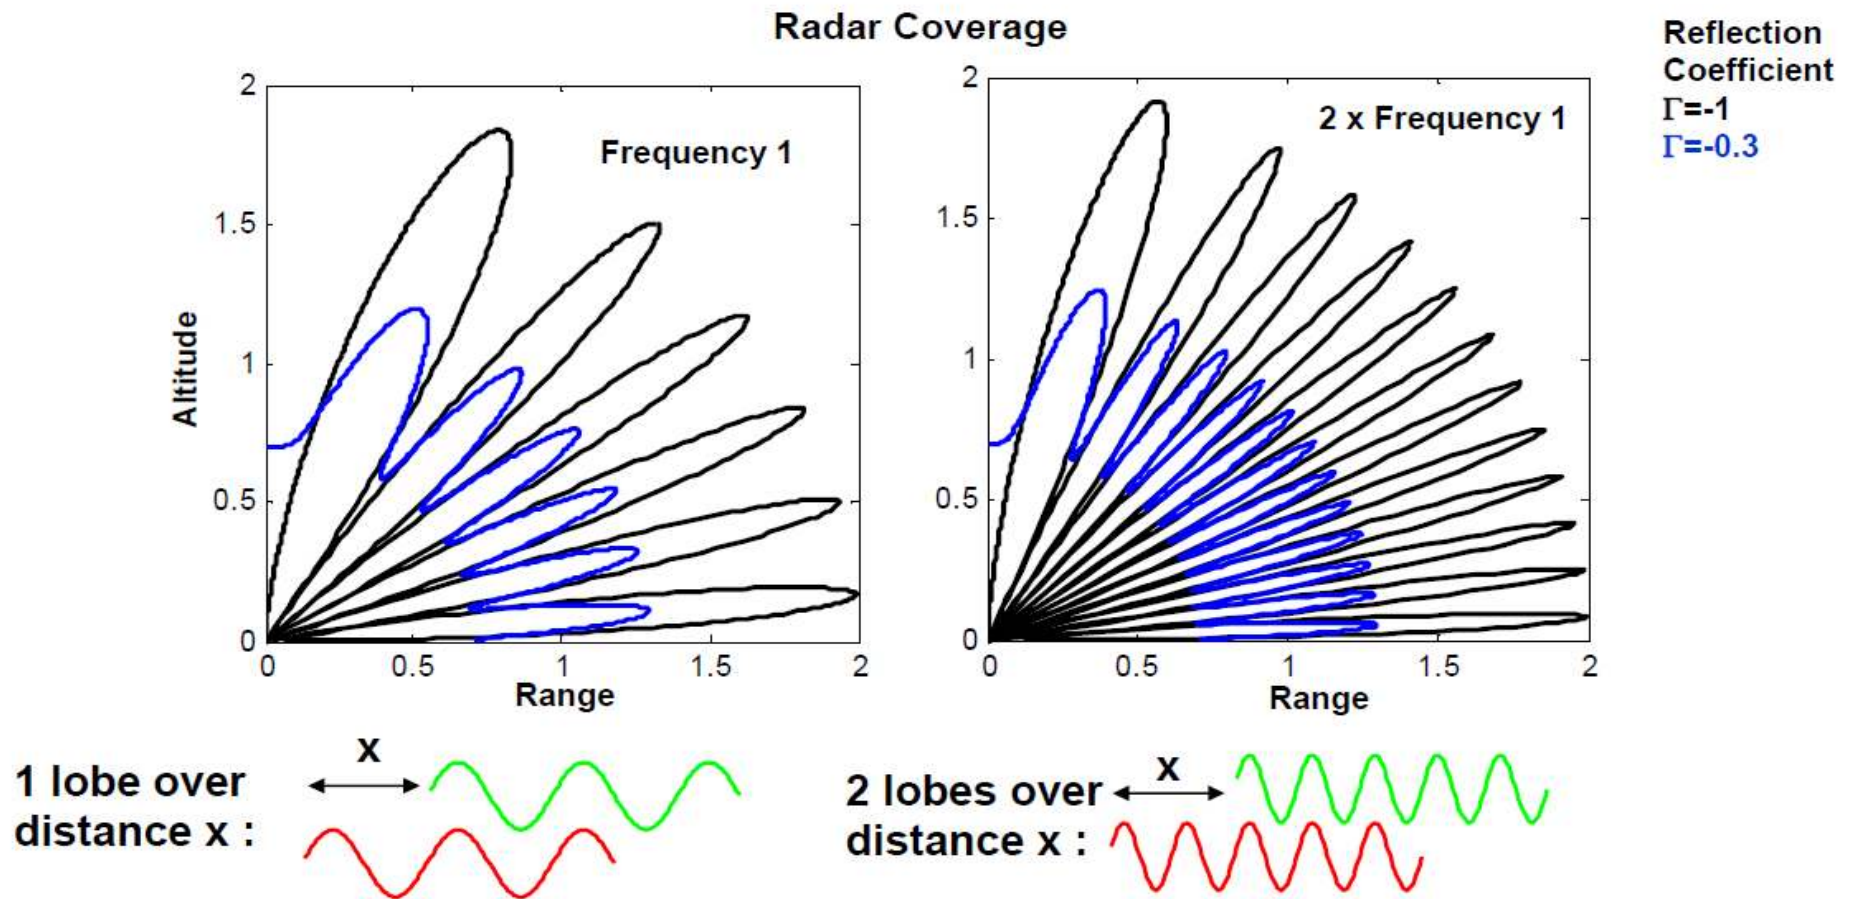 Radar Coverage
Reflection
Coefficient
Γ=-1
Γ=-0.3
Frequency 1
2
1.5
1
0.5
0
Altitude
0 0.5 1 1.5 2
Range
2 x Frequency 1
2
1.5
1
0.5
0
0 0.5 1 1.5 2
Range
1 lobe over
distance x :
x
2 lobes over
distance x :
x